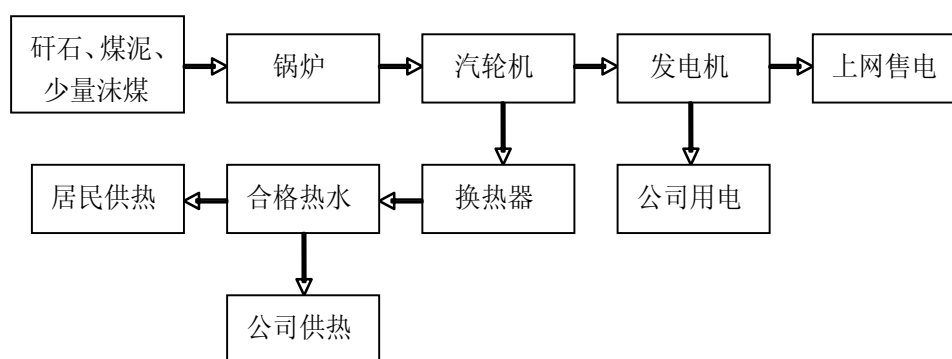 矸石、煤泥、
少量沫煤
锅炉
汽轮机
发电机
上网售电
居民供热
合格热水
换热器
公司用电
公司供热